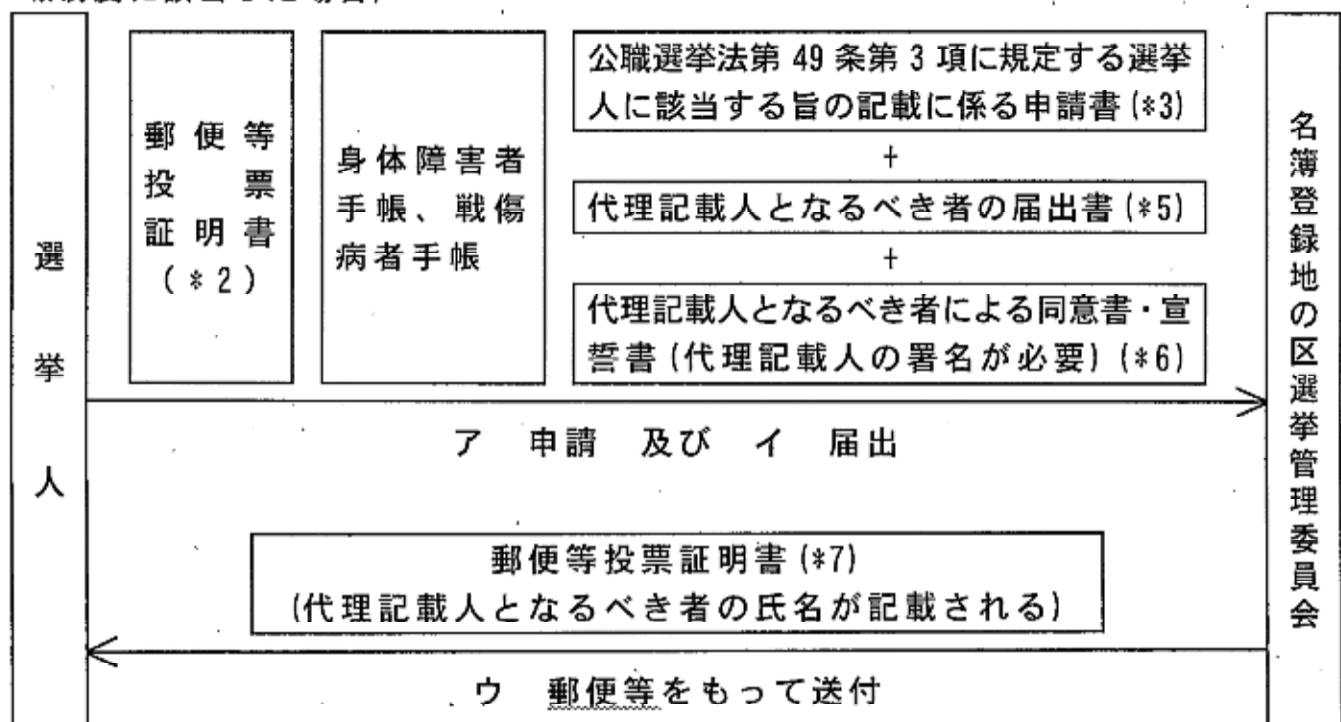 選挙人
郵便等
投票
証明書
(*2)
身体障害者
手帳、戦傷
病者手帳
公職選挙法第 49 条第 3 項に規定する選挙
人に該当する旨の記載に係る申請書(*3)
+
代理記載人となるべき者の届出書(*5)
+
代理記載人となるべき者による同意書・宣
誓書(代理記載人の署名が必要)(*6)
名簿登録地の区選挙管理委員会
ア 申請 及び イ 届出
郵便等投票証明書(*7)
(代理記載人となるべき者の氏名が記載される)
ウ 郵便等をもって送付